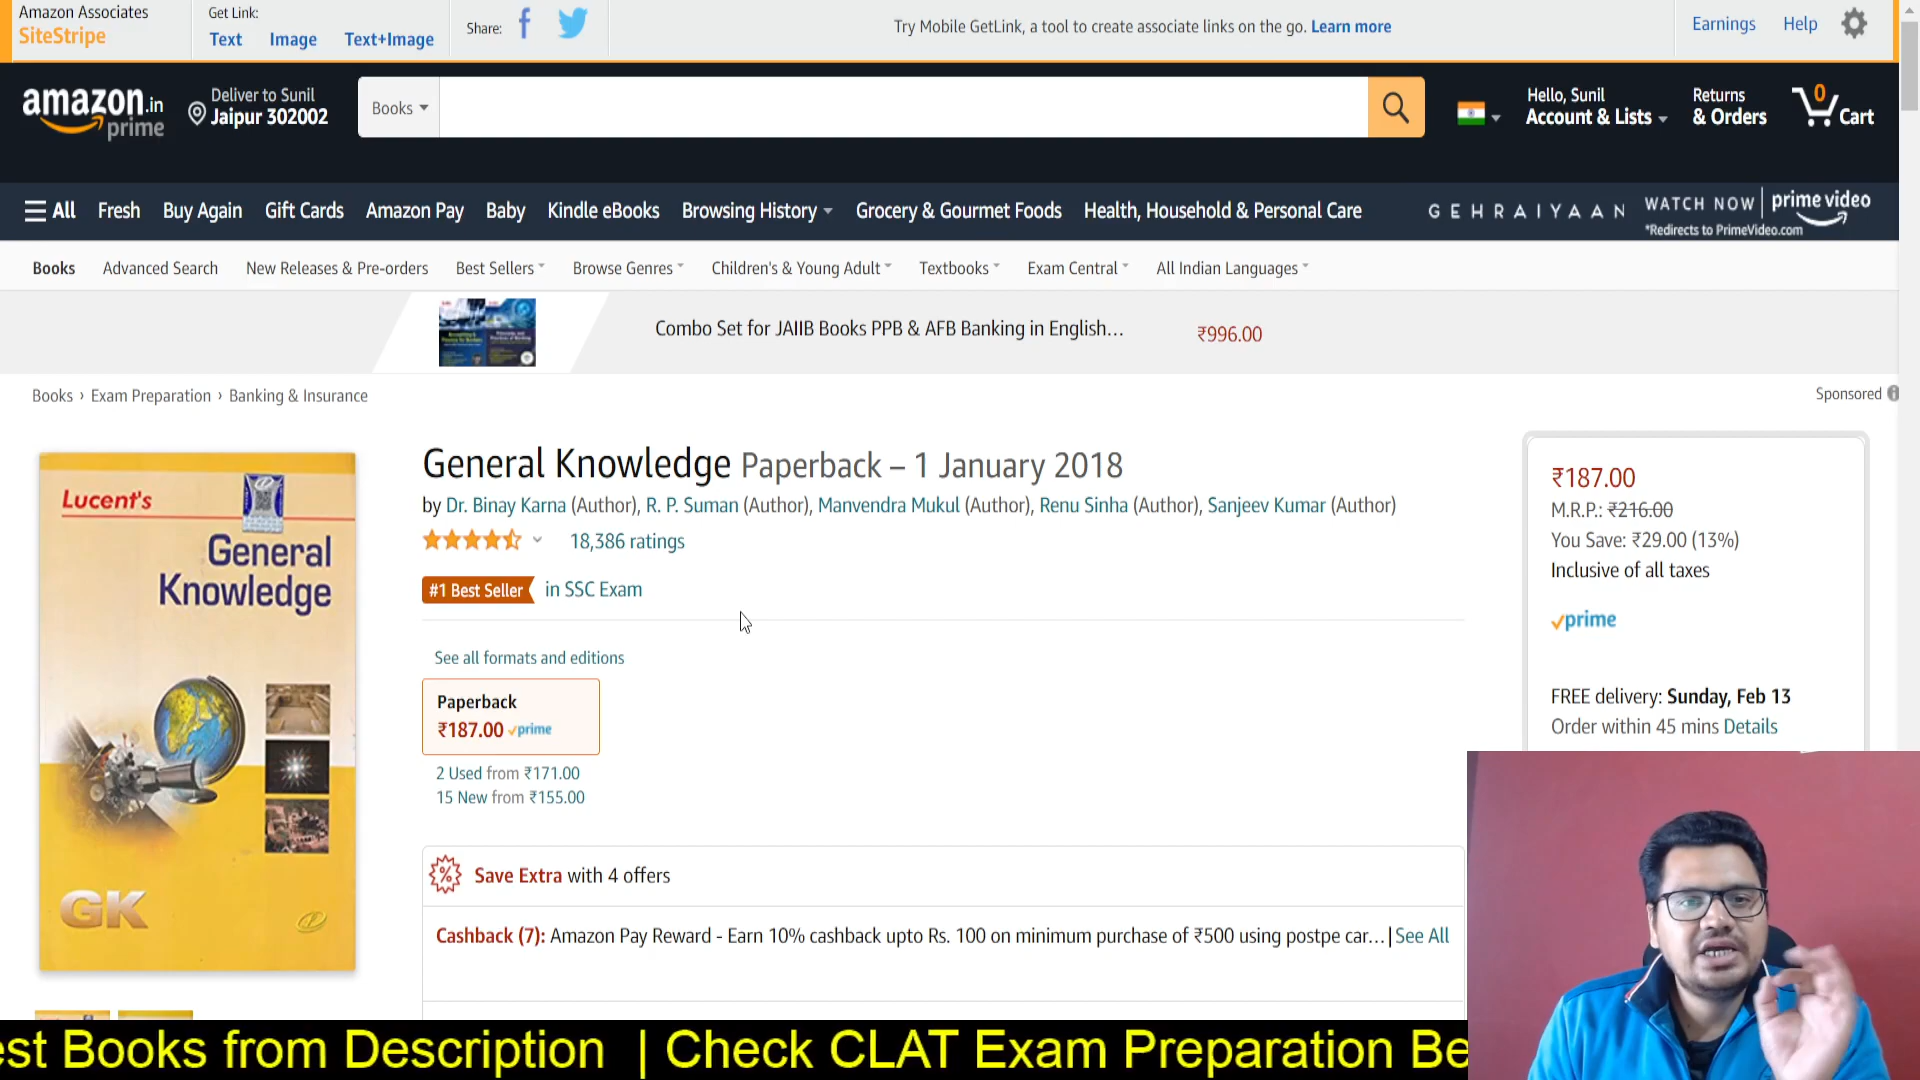 Amazon Associates
SiteStripe
Get Link:
Text Image Text+Image
Share:
Try Mobile GetLink, a tool to create associate links on the go. Learn more
Earnings Help
amazon.in
prime
Deliver to Sunil
Jaipur 302002
Books
Hello, Sunil
Account & Lists
Returns
& Orders
0
Cart
All Fresh Buy Again Gift Cards Amazon Pay Baby Kindle eBooks Browsing History Grocery & Gourmet Foods Health, Household & Personal Care
GEHRAIYAAN WATCH NOW prime video
*Redirects to PrimeVideo.com
Books Advanced Search New Releases & Pre-orders Best Sellers Browse Genres Children's & Young Adult Textbooks Exam Central All Indian Languages
Combo Set for JAIIB Books PPB & AFB Banking in English... ₹996.00
Books › Exam Preparation › Banking & Insurance
Sponsored
Lucent's
General
Knowledge
GK
General Knowledge Paperback – 1 January 2018
by Dr. Binay Karna (Author), R. P. Suman (Author), Manvendra Mukul (Author), Renu Sinha (Author), Sanjeev Kumar (Author)
18,386 ratings
#1 Best Seller in SSC Exam
See all formats and editions
Paperback
₹187.00 prime
2 Used from ₹171.00
15 New from ₹155.00
Save Extra with 4 offers
Cashback (7): Amazon Pay Reward - Earn 10% cashback upto Rs. 100 on minimum purchase of ₹500 using postpe car... | See All
₹187.00
M.R.P.: ₹216.00
You Save: ₹29.00 (13%)
Inclusive of all taxes
prime
FREE delivery: Sunday, Feb 13
Order within 45 mins Details
est Books from Description | Check CLAT Exam Preparation Be